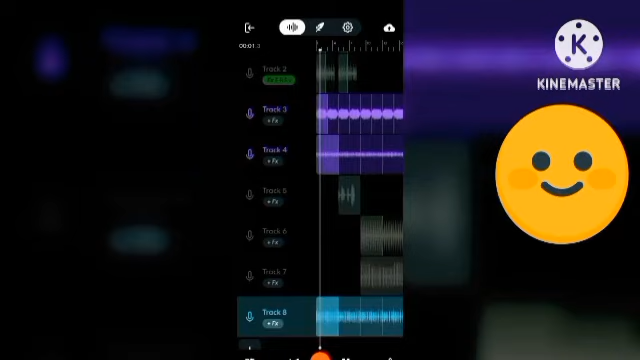 00:01.3
Track 2
Track 3
+ Fx
Track 4
+ Fx
Track 5
+ Fx
Track 6
+ Fx
Track 7
+ Fx
Track 8
+ Fx
K
KINEMASTER